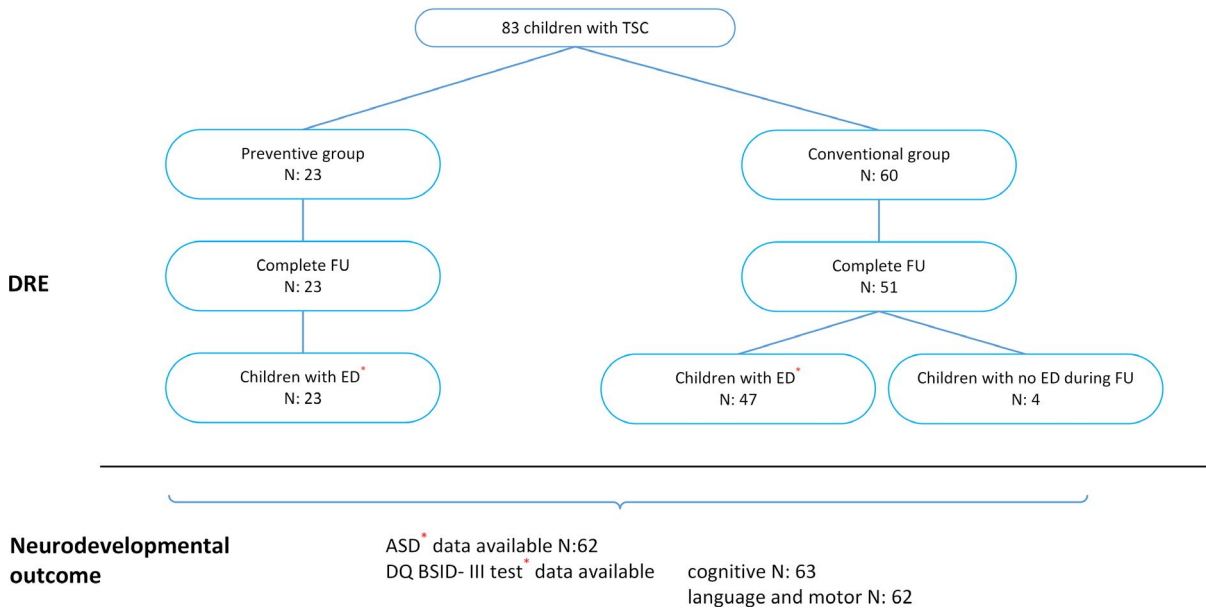 83 children with TSC
Preventive group
N: 23
Conventional group
N: 60
DRE
Complete FU
N: 23
Complete FU
N: 51
Children with ED*
N: 23
Children with ED*
N: 47
Children with no ED during FU
N: 4
Neurodevelopmental
outcome
ASD* data available N:62
DQ BSID- III test* data available cognitive N: 63
language and motor N: 62